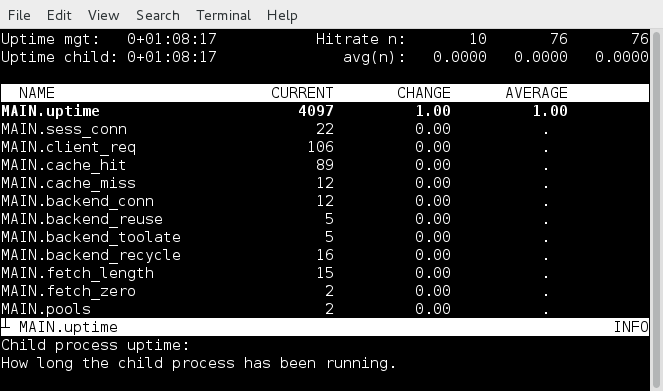 File Edit View Search Terminal Help
Uptime mgt: 0+01:08:17 Hitrate n: 10 76 76
Uptime child: 0+01:08:17 avg(n): 0.0000 0.0000 0.0000
NAME CURRENT CHANGE AVERAGE
MAIN.uptime 4097 1.00 1.00
MAIN.sess_conn 22 0.00 .
MAIN.client_req 106 0.00 .
MAIN.cache_hit 89 0.00 .
MAIN.cache_miss 12 0.00 .
MAIN.backend_conn 12 0.00 .
MAIN.backend_reuse 5 0.00 .
MAIN.backend_toolate 5 0.00 .
MAIN.backend_recycle 16 0.00 .
MAIN.fetch_length 15 0.00 .
MAIN.fetch_zero 2 0.00 .
MAIN.pools 2 0.00 .
┴ MAIN.uptime INFO
Child process uptime:
How long the child process has been running.